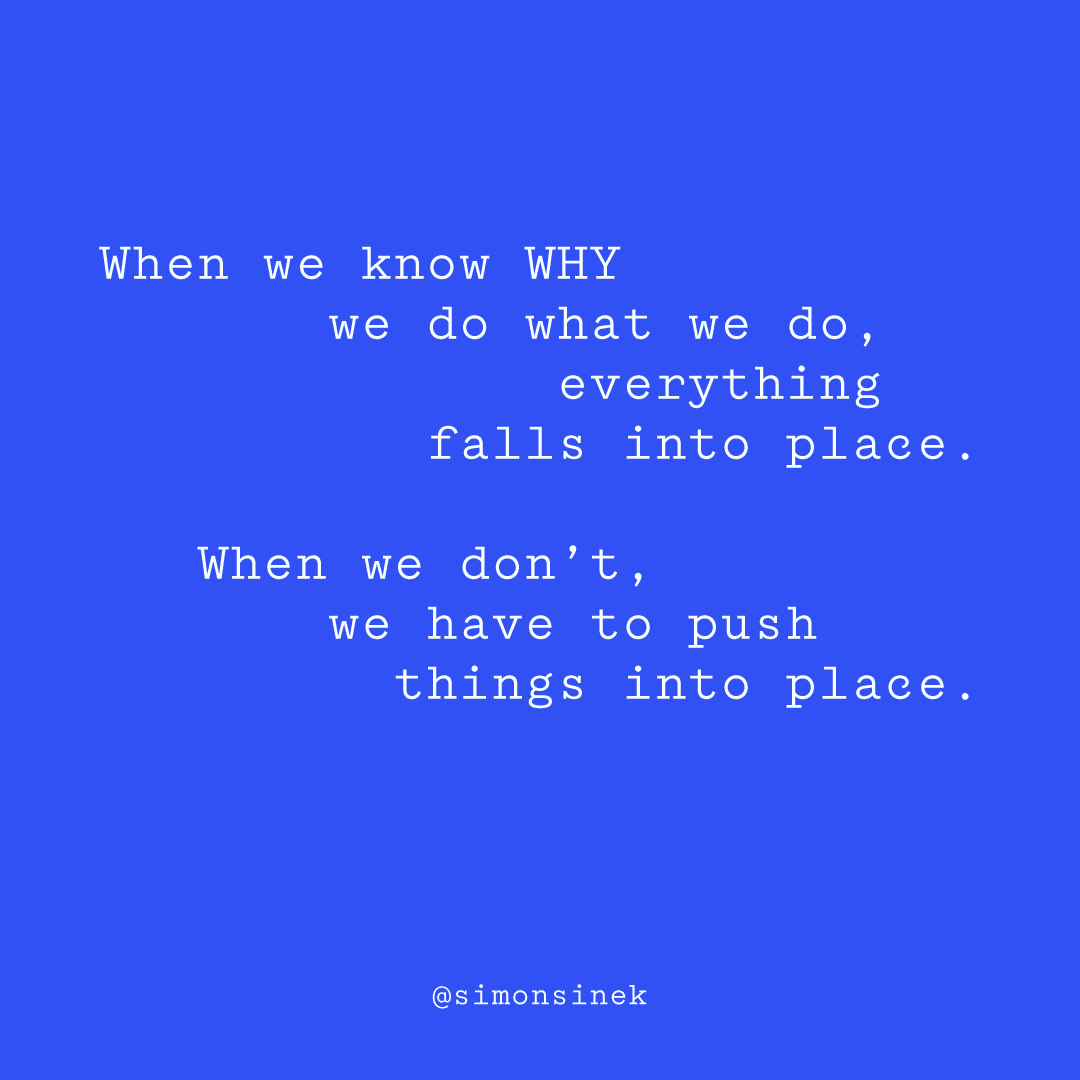 When we know WHY
we do what we do,
everything
falls into place.
When we don’t,
we have to push
things into place.
@simonsinek